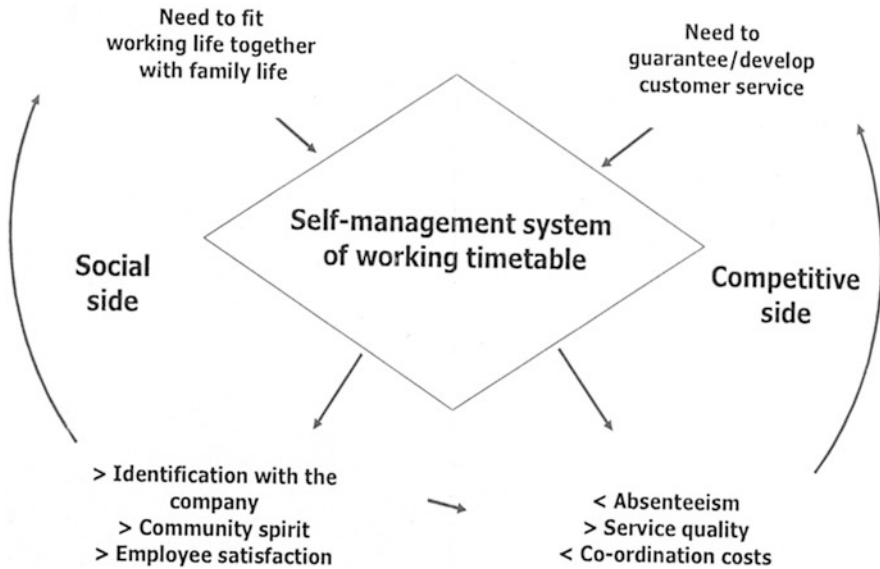 Need to fit
working life together
with family life
Need to
guarantee/develop
customer service
Self-management system
of working timetable
Social
side
Competitive
side
> Identification with the
company
> Community spirit
> Employee satisfaction
< Absenteeism
> Service quality
< Co-ordination costs